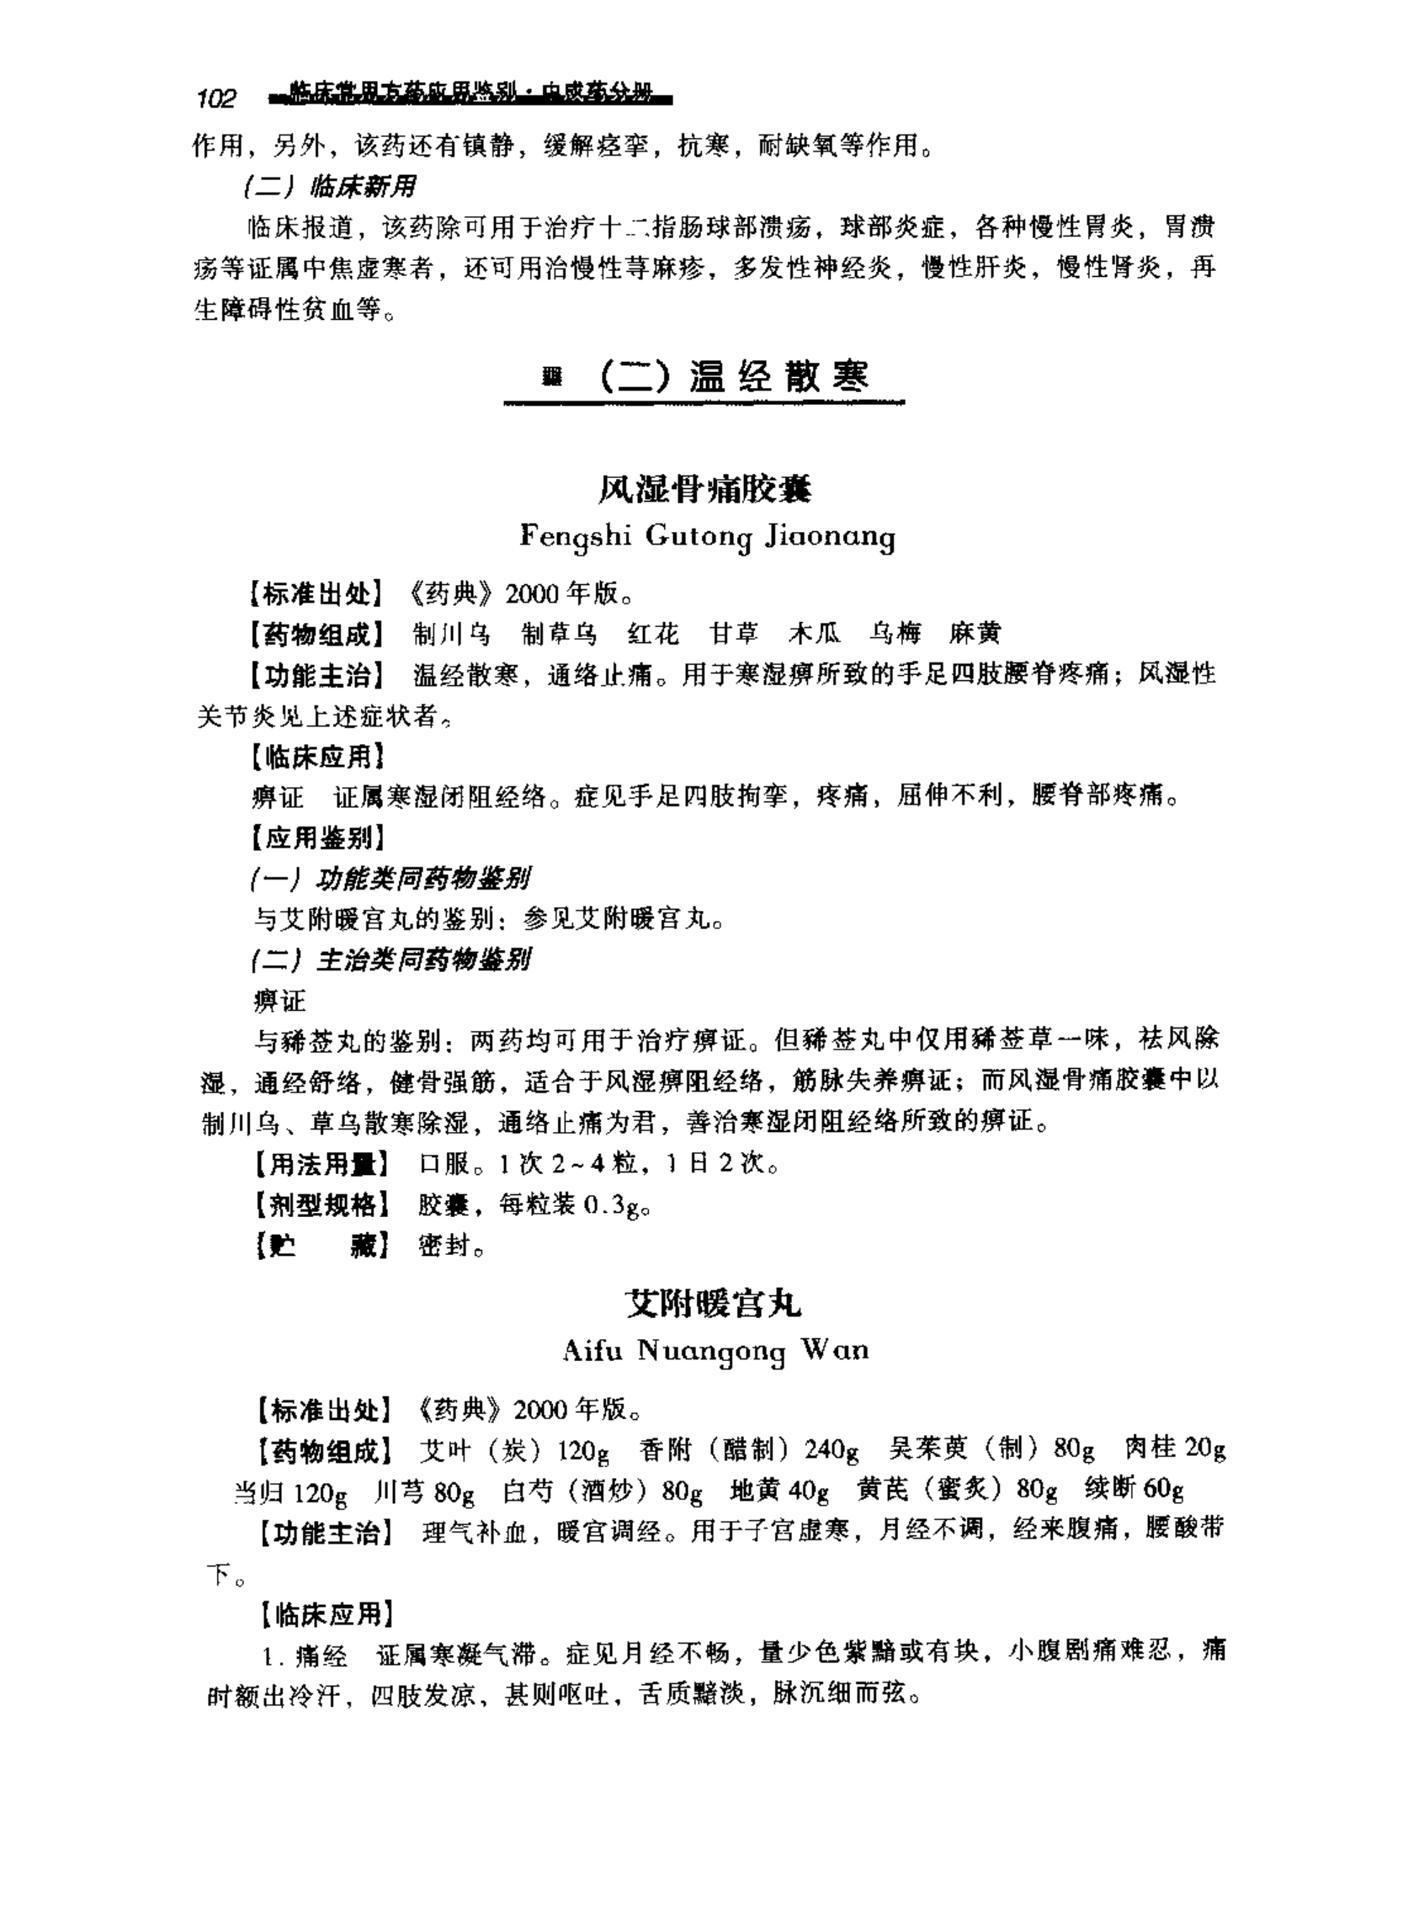 102 临床常用方药应用鉴别·中成药分册
作用，另外，该药还有镇静，缓解痉挛，抗寒，耐缺氧等作用。
（二）临床新用
临床报道，该药除可用于治疗十二指肠球部溃疡，球部炎症，各种慢性胃炎，胃溃
疡等证属中焦虚寒者，还可用治慢性荨麻疹，多发性神经炎，慢性肝炎，慢性肾炎，再
生障碍性贫血等。
（二）温经散寒
风湿骨痛胶囊
Fengshi Gutong Jiaonang
【标准出处】《药典》2000年版。
【药物组成】 制川乌 制草乌 红花 甘草 木瓜 乌梅 麻黄
【功能主治】 温经散寒，通络止痛。用于寒湿痹所致的手足四肢腰脊疼痛；风湿性
关节炎见上述症状者。
【临床应用】
痹证 证属寒湿闭阻经络。症见手足四肢拘挛，疼痛，屈伸不利，腰脊部疼痛。
【应用鉴别】
（一）功能类同药物鉴别
与艾附暖宫丸的鉴别：参见艾附暖宫丸。
（二）主治类同药物鉴别
痹证
与豨莶丸的鉴别：两药均可用于治疗痹证。但豨莶丸中仅用豨莶草一味，祛风除
湿，通经舒络，健骨强筋，适合于风湿痹阻经络，筋脉失养痹证；而风湿骨痛胶囊中以
制川乌、草乌散寒除湿，通络止痛为君，善治寒湿闭阻经络所致的痹证。
【用法用量】 口服。1次2~4粒，1日2次。
【剂型规格】 胶囊，每粒装0.3g。
【贮 藏】 密封。
艾附暖宫丸
Aifu Nuangong Wan
【标准出处】《药典》2000年版。
【药物组成】 艾叶（炭）120g 香附（醋制）240g 吴茱萸（制）80g 肉桂20g
当归120g 川芎80g 白芍（酒炒）80g 地黄40g 黄芪（蜜炙）80g 续断60g
【功能主治】 理气补血，暖宫调经。用于子宫虚寒，月经不调，经来腹痛，腰酸带
下。
【临床应用】
1. 痛经 证属寒凝气滞。症见月经不畅，量少色紫黯或有块，小腹剧痛难忍，痛
时额出冷汗，四肢发凉，甚则呕吐，舌质黯淡，脉沉细而弦。